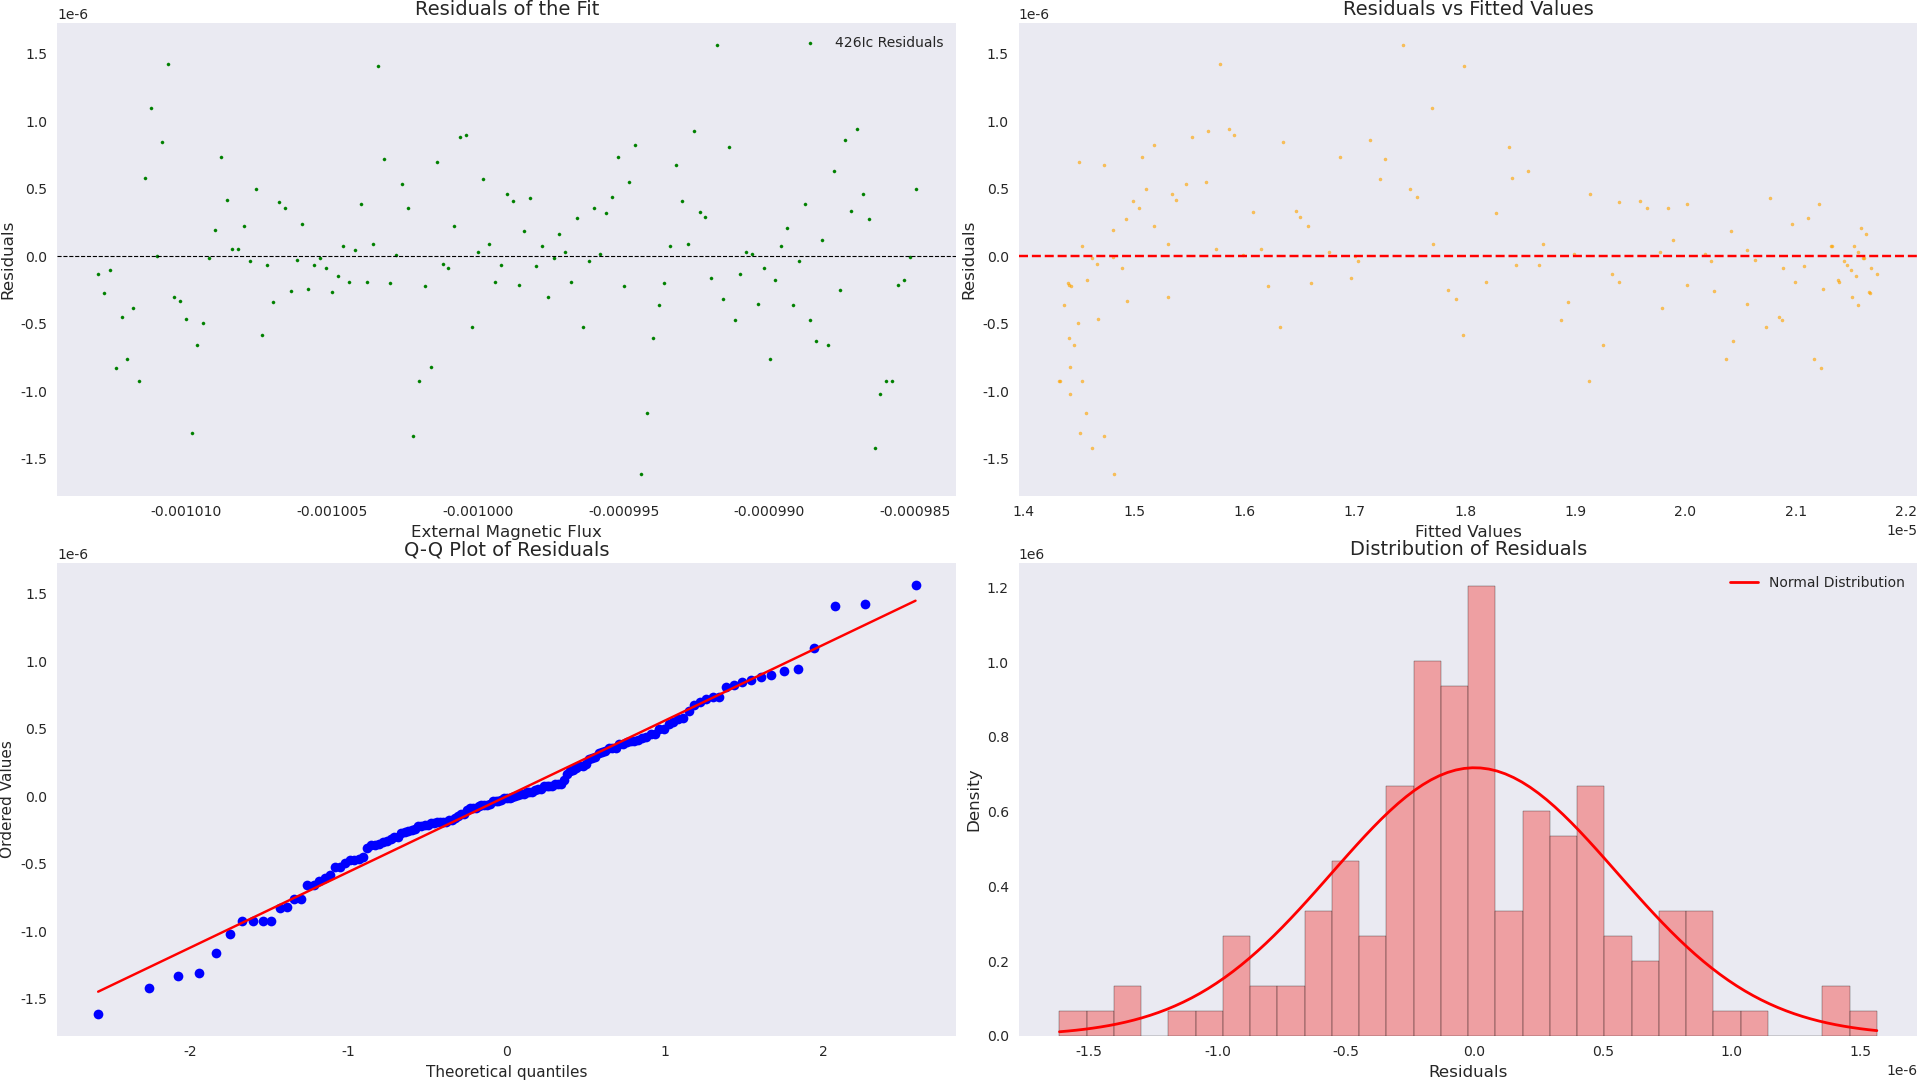 Residuals of the Fit
1e-6
426Ic Residuals
1.5
1.0
0.5
0.0
-0.5
-1.0
-1.5
Residuals
-0.001010 -0.001005 -0.001000 -0.000995 -0.000990 -0.000985
External Magnetic Flux
Residuals vs Fitted Values
1e-6
1.5
1.0
0.5
0.0
-0.5
-1.0
-1.5
Residuals
1.4 1.5 1.6 1.7 1.8 1.9 2.0 2.1 2.2
1e-5
Fitted Values
Q-Q Plot of Residuals
1e-6
1.5
1.0
0.5
0.0
-0.5
-1.0
-1.5
Ordered Values
-2 -1 0 1 2
Theoretical quantiles
Distribution of Residuals
1e6
Normal Distribution
1.2
1.0
0.8
0.6
0.4
0.2
0.0
Density
-1.5 -1.0 -0.5 0.0 0.5 1.0 1.5
1e-6
Residuals